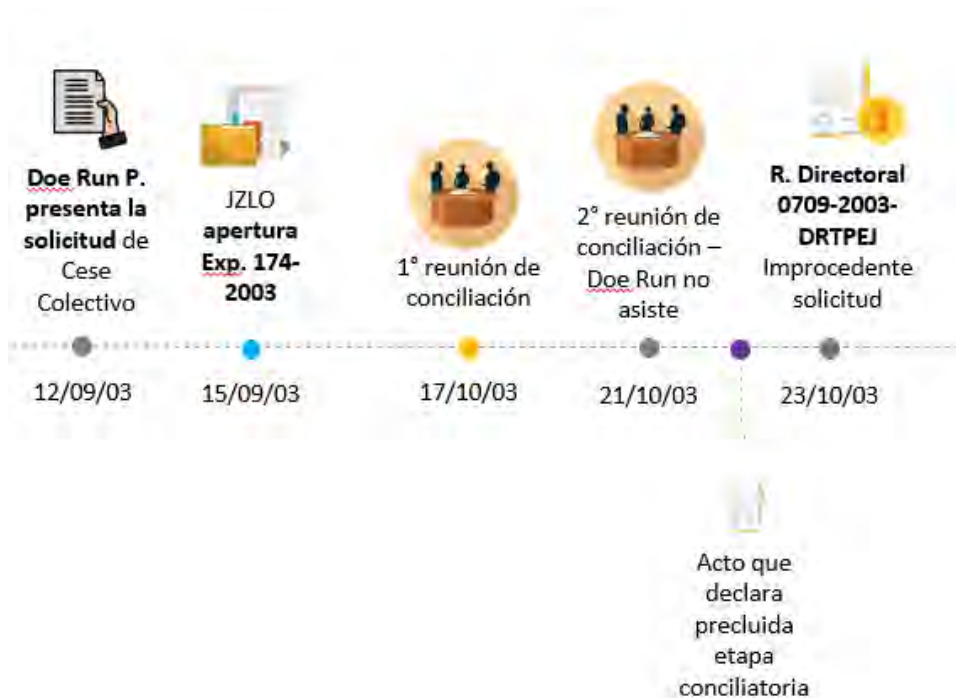 Doe Run P.
presenta la
solicitud de
Cese
Colectivo
12/09/03
JZLO
apertura
Exp. 174-
2003
15/09/03
1° reunión de
conciliación
17/10/03
2° reunión de
conciliación –
Doe Run no
asiste
21/10/03
R. Directoral
0709-2003-
DRTPEJ
Improcedente
solicitud
23/10/03
Acto que
declara
precluida
etapa
conciliatoria